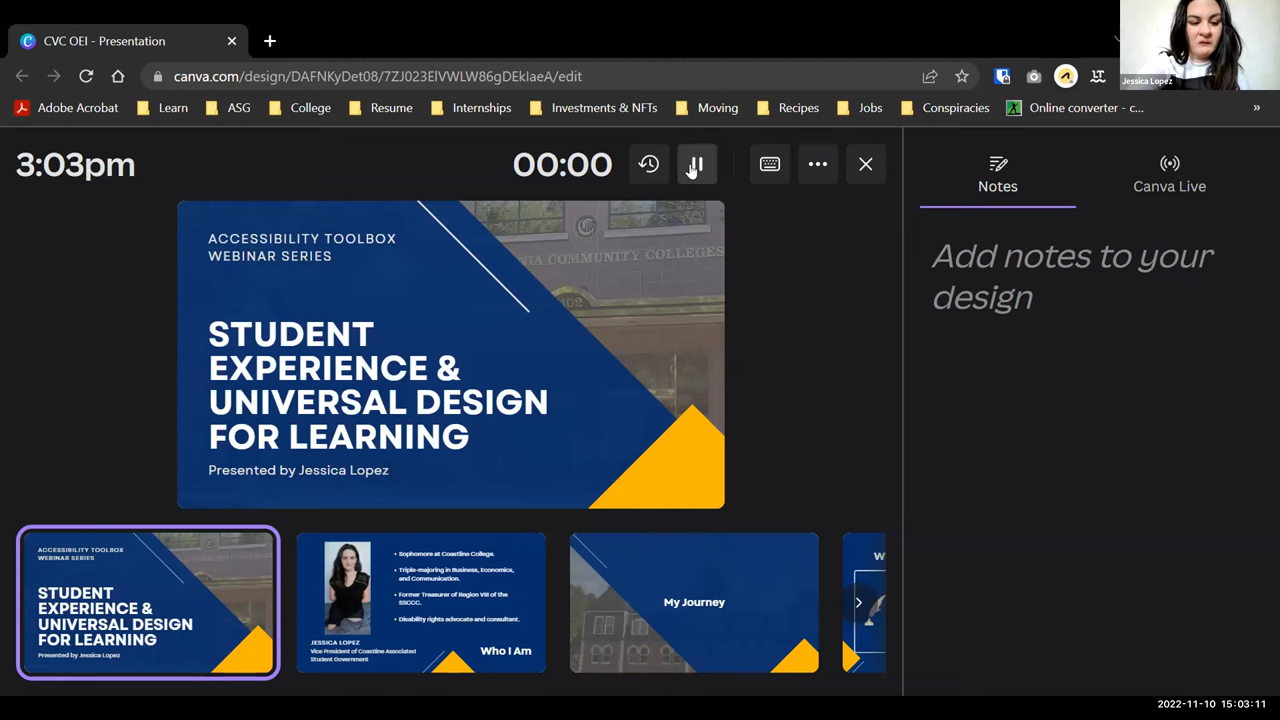 CVC OEI - Presentation
canva.com/design/DAFNKyDet08/7ZJ023ElVWLW86gDEkIaeA/edit
Jessica Lopez
Adobe Acrobat
Learn
ASG
College
Resume
Internships
Investments & NFTs
Moving
Recipes
Jobs
Conspiracies
Online converter - c...
3:03pm
00:00
Notes
Canva Live
Add notes to your
design
ACCESSIBILITY TOOLBOX
WEBINAR SERIES
NIA COMMUNITY COLLEGES
STUDENT
EXPERIENCE &
UNIVERSAL DESIGN
FOR LEARNING
Presented by Jessica Lopez
ACCESSIBILITY TOOLBOX
WEBINAR SERIES
STUDENT
EXPERIENCE &
UNIVERSAL DESIGN
FOR LEARNING
Presented by Jessica Lopez
• Sophomore at Coastline College.
• Triple-majoring in Business, Economics,
and Communication.
• Former Treasurer of Region VIII of the
SSCCC.
• Disability rights advocate and consultant.
JESSICA LOPEZ
Vice President of Coastline Associated
Student Government
Who I Am
My Journey
W
2022-11-10 15:03:11